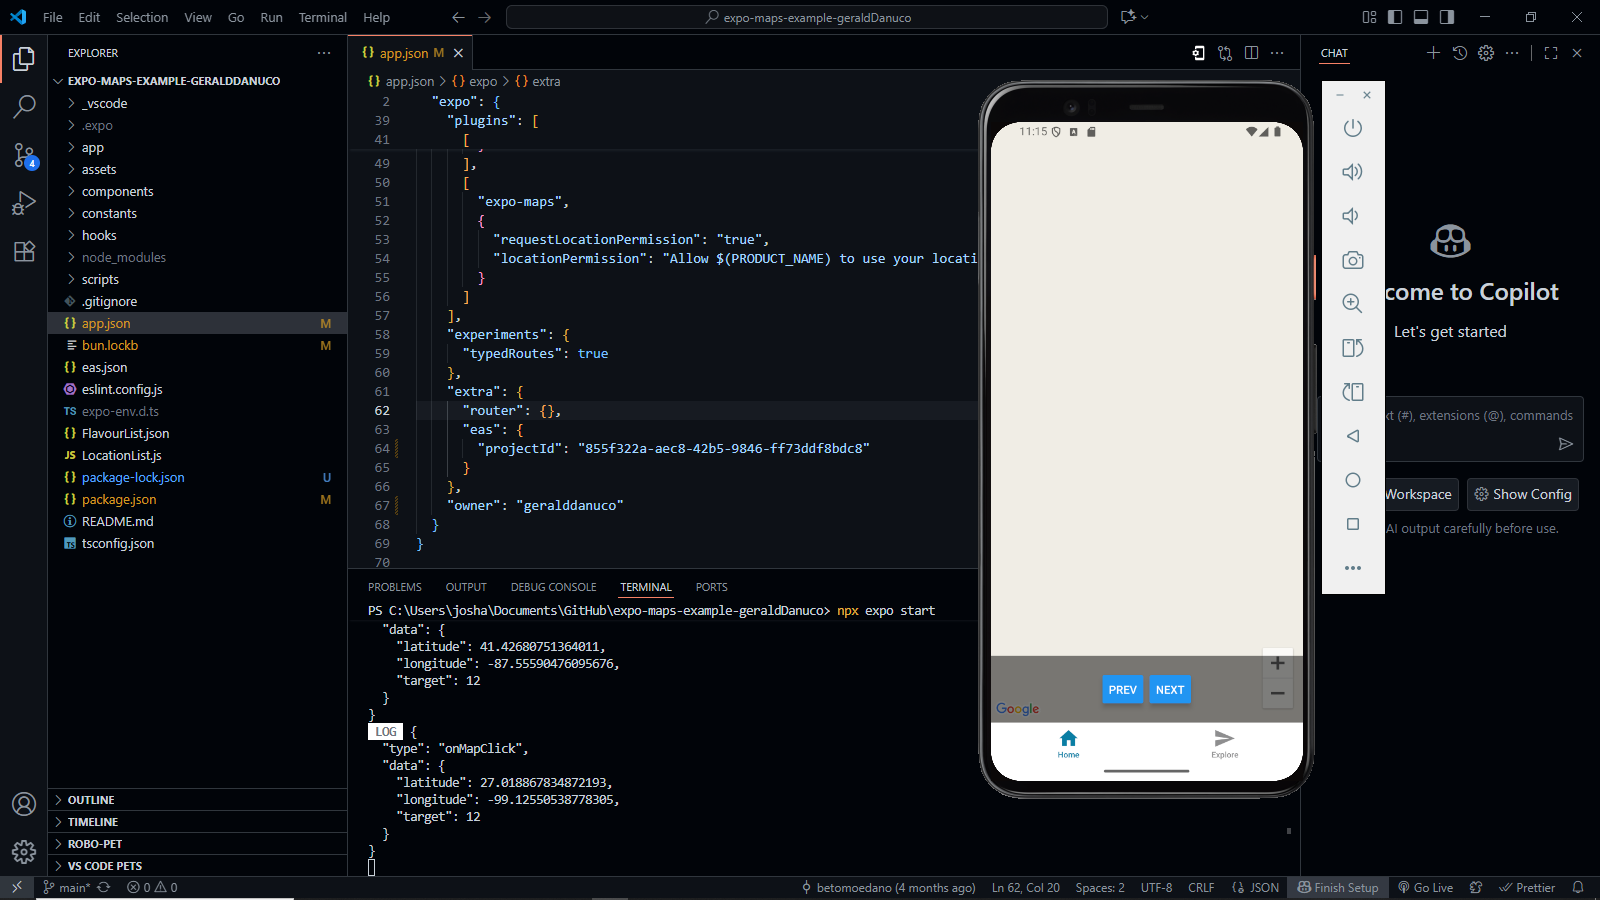 File Edit Selection View Go Run Terminal Help
expo-maps-example-geraldDanuco
EXPLORER
EXPO-MAPS-EXAMPLE-GERALDDANUCO
_vscode
.expo
app
assets
components
constants
hooks
node_modules
scripts
.gitignore
app.json M
bun.lockb M
eas.json
eslint.config.js
TS expo-env.d.ts
FlavourList.json
JS LocationList.js
package-lock.json U
package.json M
README.md
tsconfig.json
OUTLINE
TIMELINE
ROBO-PET
VS CODE PETS
4
app.json M
app.json > expo > extra
2 "expo": {
39 "plugins": [
41 [
49 ],
50 [
51 "expo-maps",
52 {
53 "requestLocationPermission": "true",
54 "locationPermission": "Allow $(PRODUCT_NAME) to use your locati
55 }
56 ]
57 ],
58 "experiments": {
59 "typedRoutes": true
60 },
61 "extra": {
62 "router": {},
63 "eas": {
64 "projectId": "855f322a-aec8-42b5-9846-ff73ddf8bdc8"
65 }
66 },
67 "owner": "geralddanuco"
68 }
69 }
70
PROBLEMS OUTPUT DEBUG CONSOLE TERMINAL PORTS
PS C:\Users\josha\Documents\GitHub\expo-maps-example-geraldDanuco> npx expo start
"data": {
"latitude": 41.42680751364011,
"longitude": -87.55590476095676,
"target": 12
}
}
LOG {
"type": "onMapClick",
"data": {
"latitude": 27.018867834872193,
"longitude": -99.12550538778305,
"target": 12
}
}
11:15
PREV NEXT
Google
Home Explore
CHAT
come to Copilot
Let's get started
xt (#), extensions (@), commands
Workspace Show Config
AI output carefully before use.
main* 0 0
betomoedano (4 months ago) Ln 62, Col 20 Spaces: 2 UTF-8 CRLF JSON Finish Setup Go Live Prettier